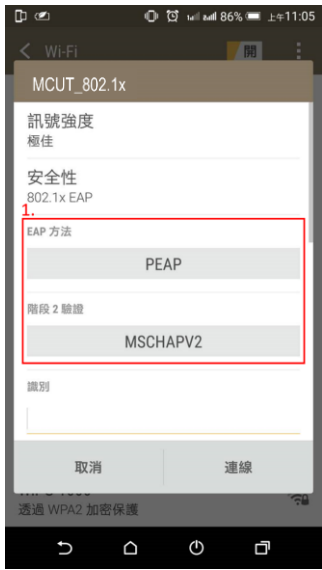 86% 上午11:05
Wi-Fi 開
MCUT_802.1x
訊號強度
極佳
安全性
802.1x EAP
1.
EAP 方法
PEAP
階段 2 驗證
MSCHAPV2
識別
取消 連線
透過 WPA2 加密保護